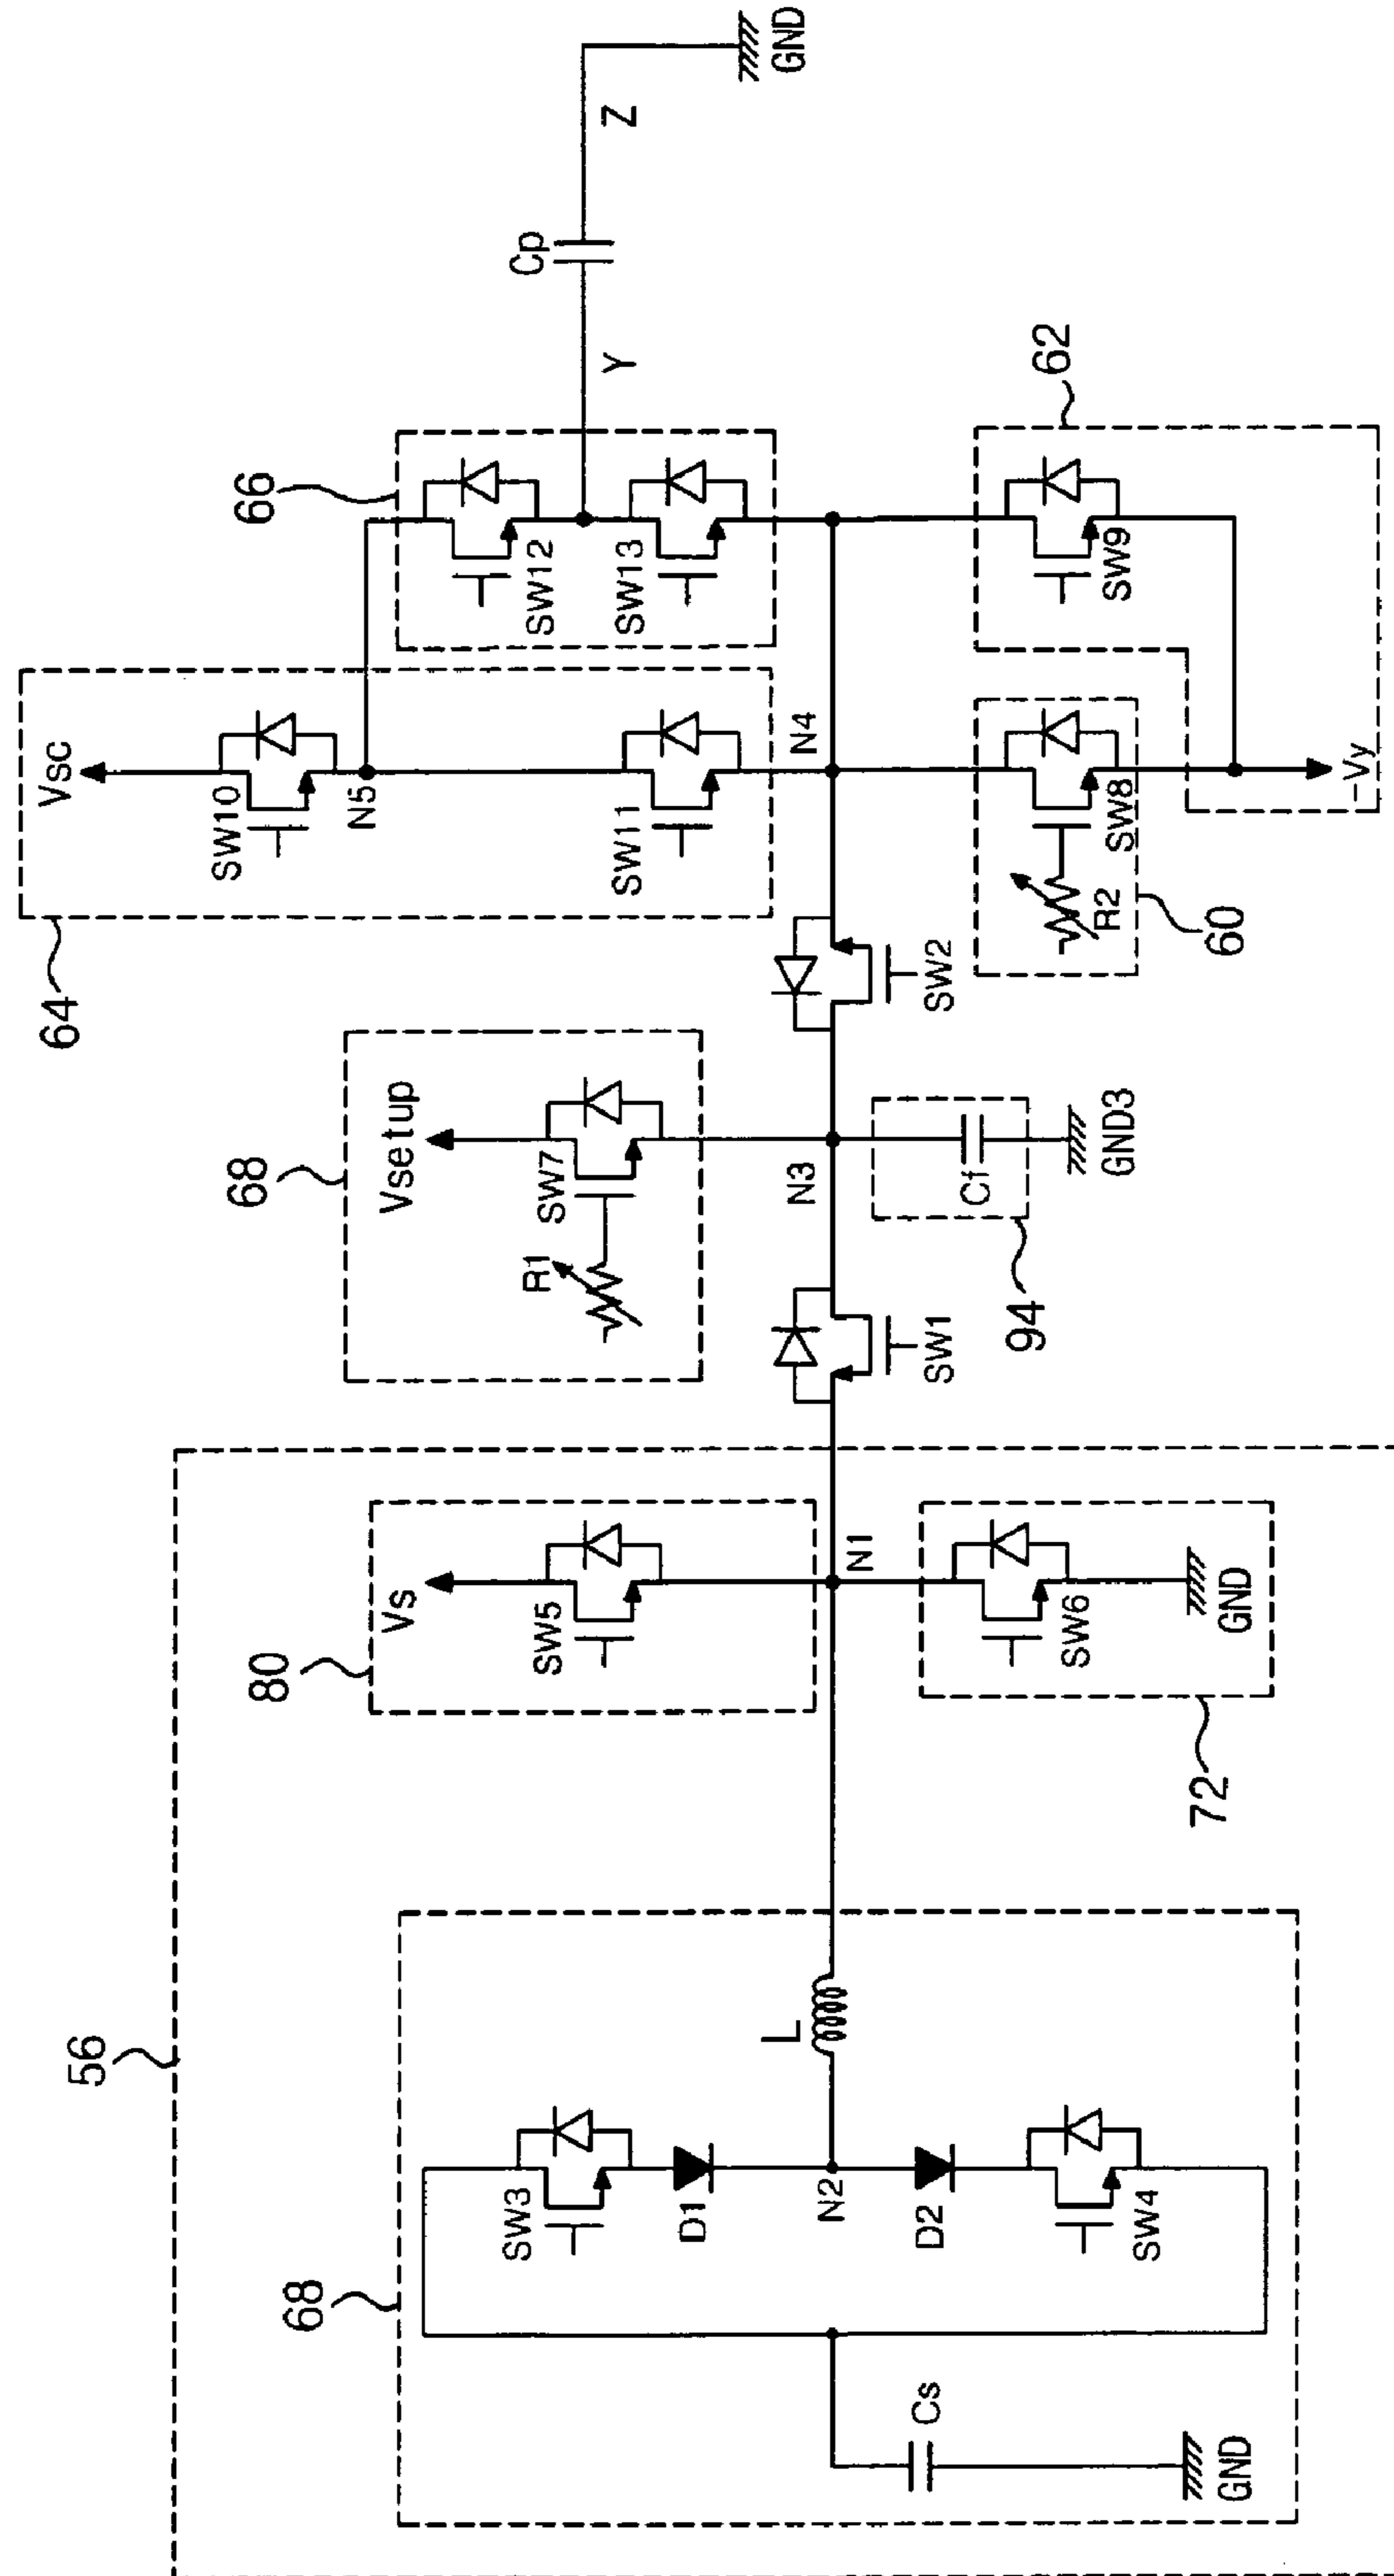 56
68
Cs
GND
SW3
D1
N2
D2
SW4
L
80
Vs
SW5
N1
SW6
GND
72
SW1
68
Vsetup
R1
SW7
N3
Cf
GND3
94
SW2
64
Vsc
SW10
N5
SW11
N4
R2
SW8
60
-Vy
66
SW12
SW13
SW9
62
Y
Cp
Z
GND